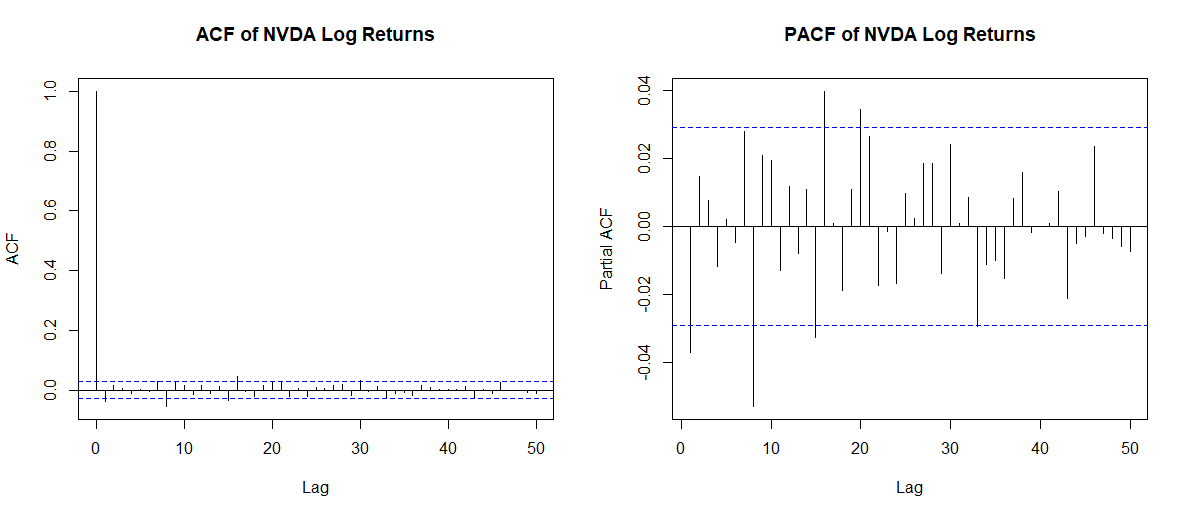 ACF of NVDA Log Returns
ACF
1.0
0.8
0.6
0.4
0.2
0.0
0 10 20 30 40 50
Lag
PACF of NVDA Log Returns
Partial ACF
0.04
0.02
0.00
-0.02
-0.04
0 10 20 30 40 50
Lag